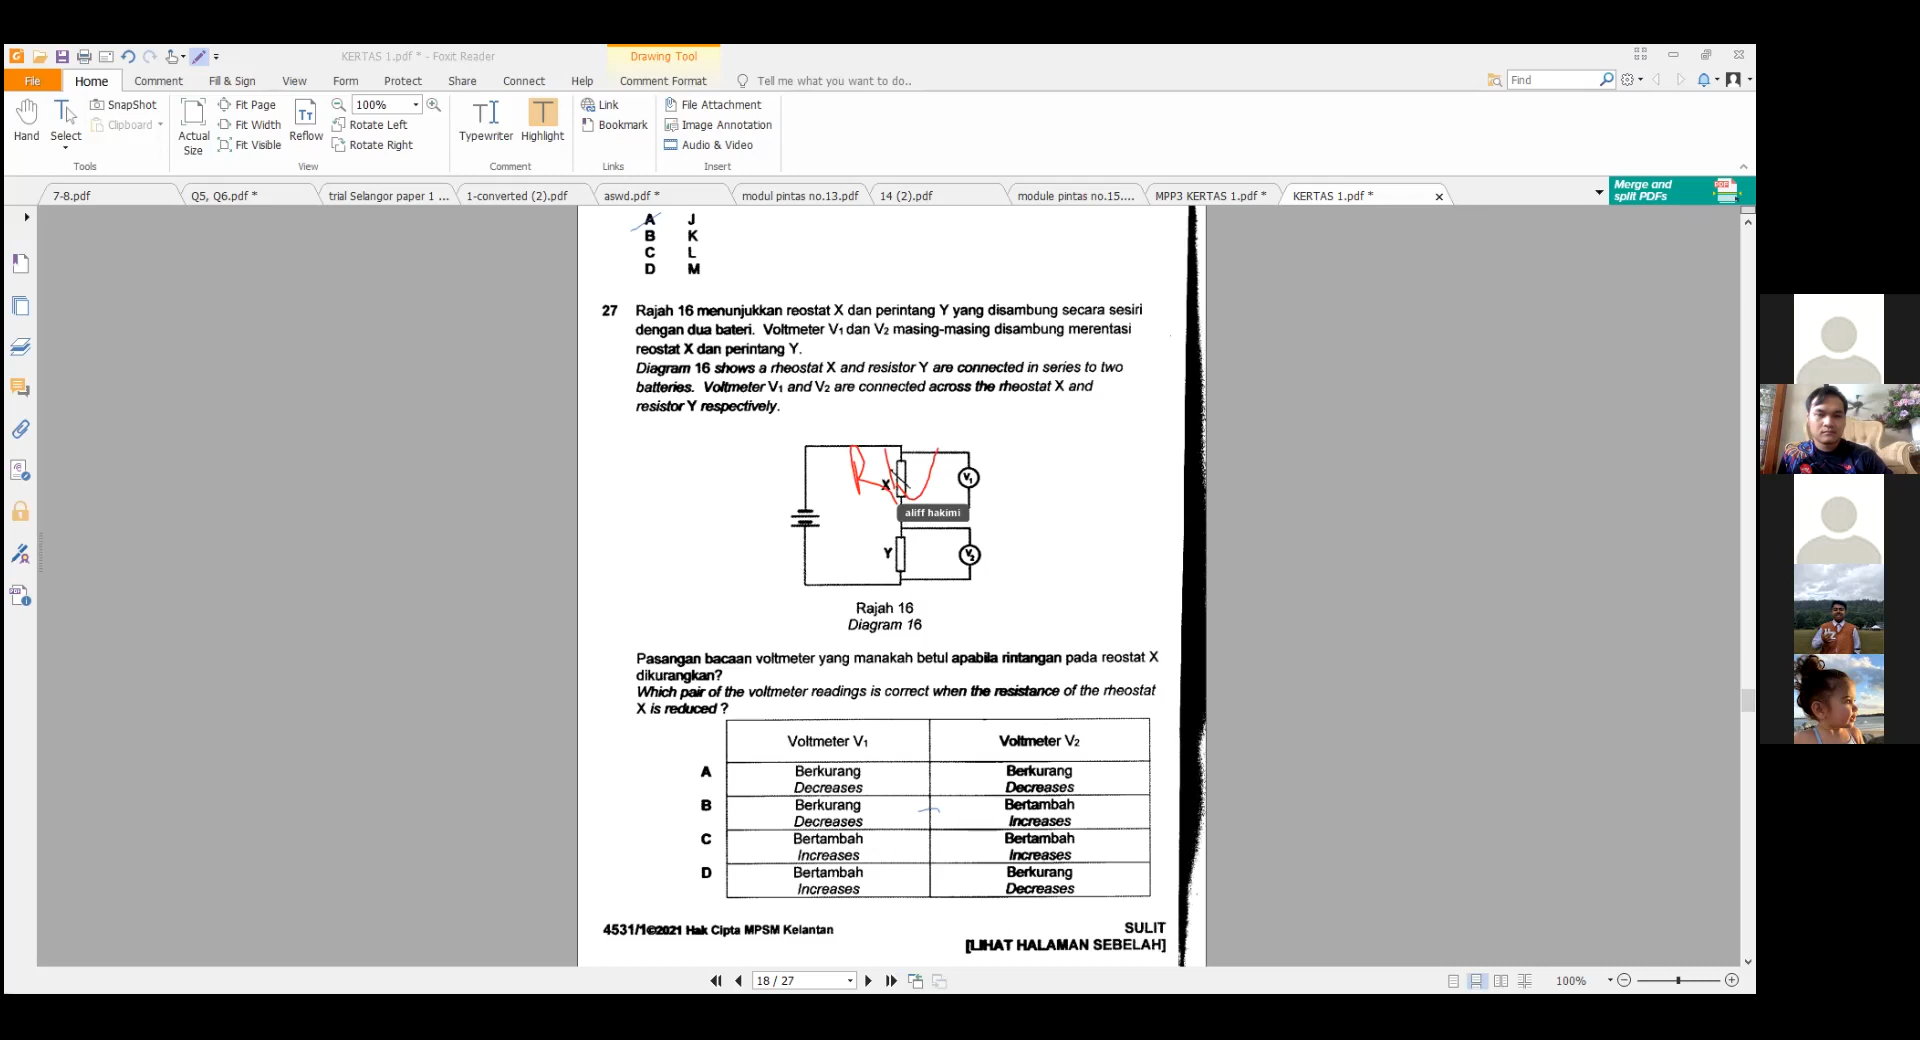 KERTAS 1.pdf * - Foxit Reader
Drawing Tool
File Home Comment Fill & Sign View Form Protect Share Connect Help Comment Format Tell me what you want to do.. Find
Hand Select SnapShot Clipboard
Tools
Actual Size Fit Page Fit Width Fit Visible Reflow 100% Rotate Left Rotate Right
View
Typewriter Highlight
Comment
Link Bookmark
Links
File Attachment Image Annotation Audio & Video
Insert
7-8.pdf Q5, Q6.pdf * trial Selangor paper 1 ... 1-converted (2).pdf aswd.pdf * modul pintas no.13.pdf 14 (2).pdf module pintas no.15.... MPP3 KERTAS 1.pdf * KERTAS 1.pdf *
Merge and
split PDFs
A J
B K
C L
D M
27 Rajah 16 menunjukkan reostat X dan perintang Y yang disambung secara sesiri
dengan dua bateri. Voltmeter V1 dan V2 masing-masing disambung merentasi
reostat X dan perintang Y.
Diagram 16 shows a rheostat X and resistor Y are connected in series to two
batteries. Voltmeter V1 and V2 are connected across the rheostat X and
resistor Y respectively.
X V1
aliff hakimi
Y V2
Rajah 16
Diagram 16
Pasangan bacaan voltmeter yang manakah betul apabila rintangan pada reostat X
dikurangkan?
Which pair of the voltmeter readings is correct when the resistance of the rheostat
X is reduced ?
Voltmeter V1 Voltmeter V2
A Berkurang Berkurang
Decreases Decreases
B Berkurang Bertambah
Decreases Increases
C Bertambah Bertambah
Increases Increases
D Bertambah Berkurang
Increases Decreases
4531/1©2021 Hak Cipta MPSM Kelantan SULIT
[LIHAT HALAMAN SEBELAH]
18 / 27 100%